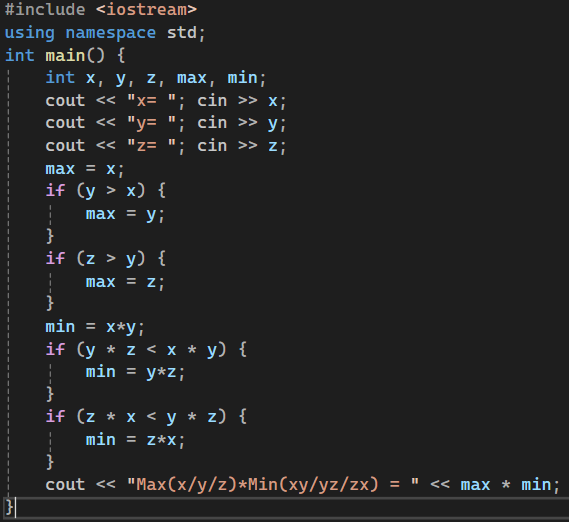 #include <iostream>
using namespace std;
int main() {
    int x, y, z, max, min;
    cout << "x= "; cin >> x;
    cout << "y= "; cin >> y;
    cout << "z= "; cin >> z;
    max = x;
    if (y > x) {
        max = y;
    }
    if (z > y) {
        max = z;
    }
    min = x*y;
    if (y * z < x * y) {
        min = y*z;
    }
    if (z * x < y * z) {
        min = z*x;
    }
    cout << "Max(x/y/z)*Min(xy/yz/zx) = " << max * min;
}